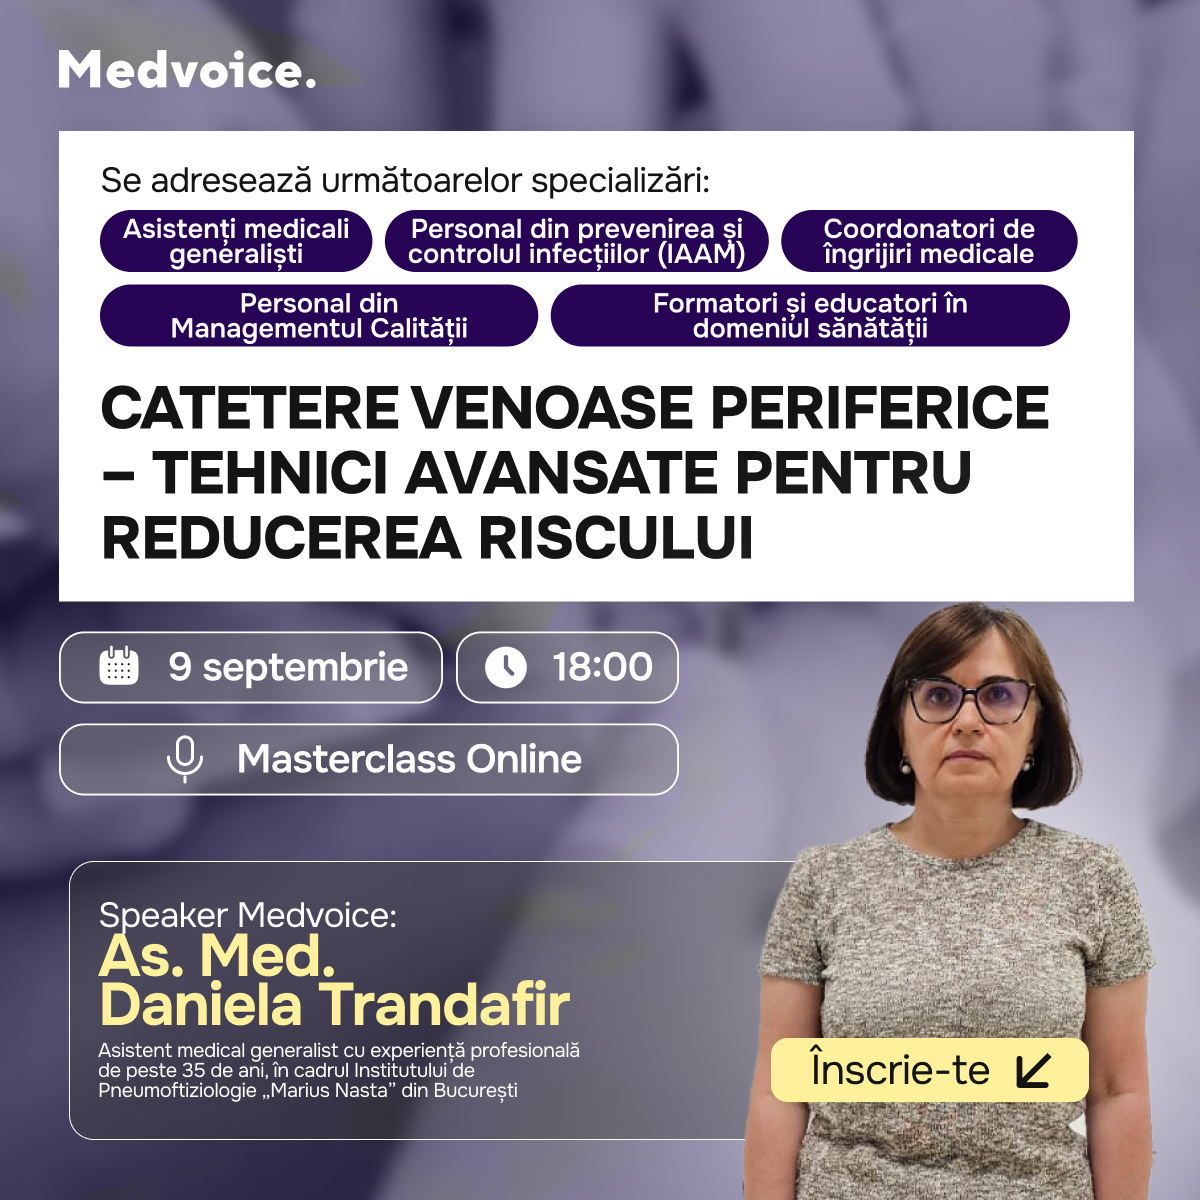 Medvoice.
Se adresează următoarelor specializări:
Asistenți medicali
generaliști
Personal din prevenirea și
controlul infecțiilor (IAAM)
Coordonatori de
îngrijiri medicale
Personal din
Managementul Calității
Formatori și educatori în
domeniul sănătății
CATETERE VENOASE PERIFERICE
– TEHNICI AVANSATE PENTRU
REDUCEREA RISCULUI
9 septembrie
18:00
Masterclass Online
Speaker Medvoice:
As. Med.
Daniela Trandafir
Asistent medical generalist cu experiență profesională
de peste 35 de ani, în cadrul Institutului de
Pneumoftiziologie „Marius Nasta” din București
Înscrie-te